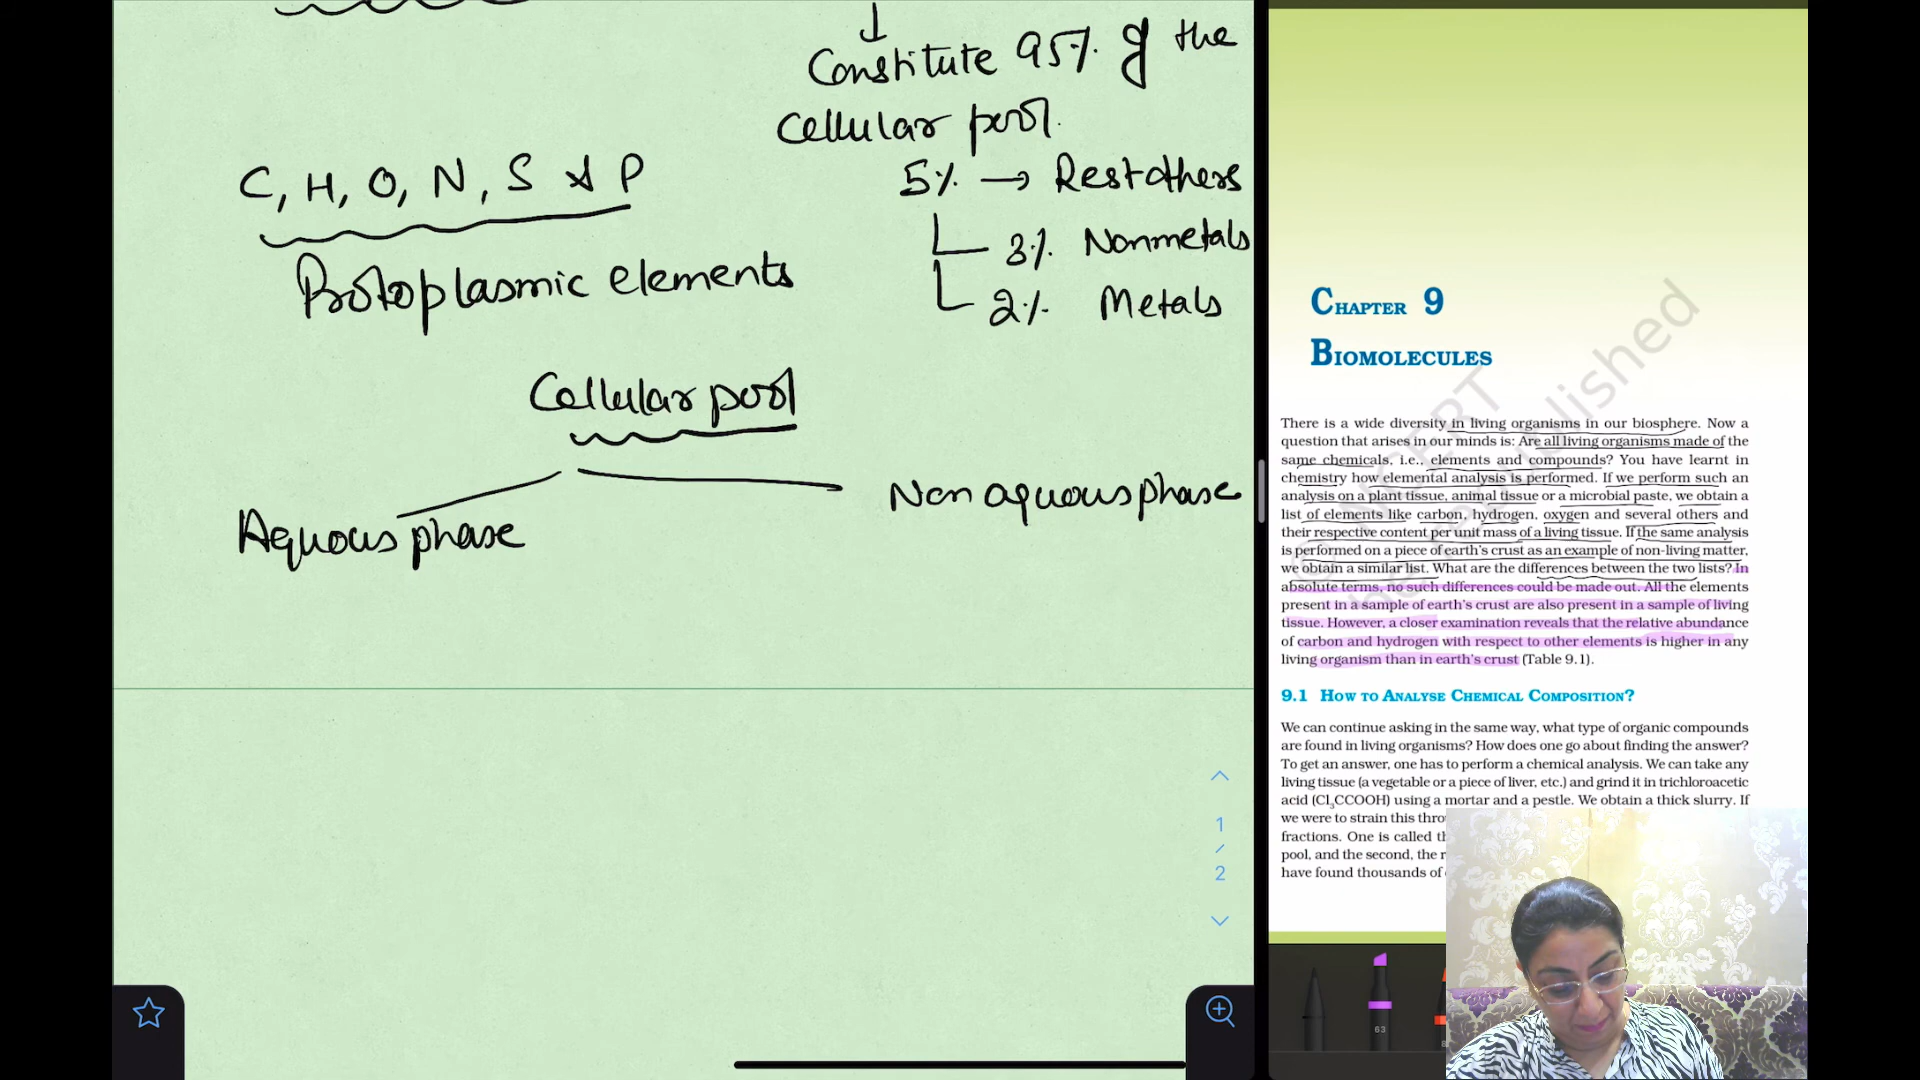 Constitute 95% of the
Cellular pool.
C, H, O, N, S & P
5% → Rest others
3% Nonmetals
Protoplasmic elements
2% Metals
Cellular pool
Aquous phase
Non aquous phase
1
/
2
CHAPTER 9
BIOMOLECULES
There is a wide diversity in living organisms in our biosphere. Now a
question that arises in our minds is: Are all living organisms made of the
same chemicals, i.e., elements and compounds? You have learnt in
chemistry how elemental analysis is performed. If we perform such an
analysis on a plant tissue, animal tissue or a microbial paste, we obtain a
list of elements like carbon, hydrogen, oxygen and several others and
their respective content per unit mass of a living tissue. If the same analysis
is performed on a piece of earth's crust as an example of non-living matter,
we obtain a similar list. What are the differences between the two lists? In
absolute terms, no such differences could be made out. All the elements
present in a sample of earth's crust are also present in a sample of living
tissue. However, a closer examination reveals that the relative abundance
of carbon and hydrogen with respect to other elements is higher in any
living organism than in earth's crust (Table 9.1).
9.1 HOW TO ANALYSE CHEMICAL COMPOSITION?
We can continue asking in the same way, what type of organic compounds
are found in living organisms? How does one go about finding the answer?
To get an answer, one has to perform a chemical analysis. We can take any
living tissue (a vegetable or a piece of liver, etc.) and grind it in trichloroacetic
acid (Cl3CCOOH) using a mortar and a pestle. We obtain a thick slurry. If
we were to strain this thro
fractions. One is called th
pool, and the second, the r
have found thousands of
63